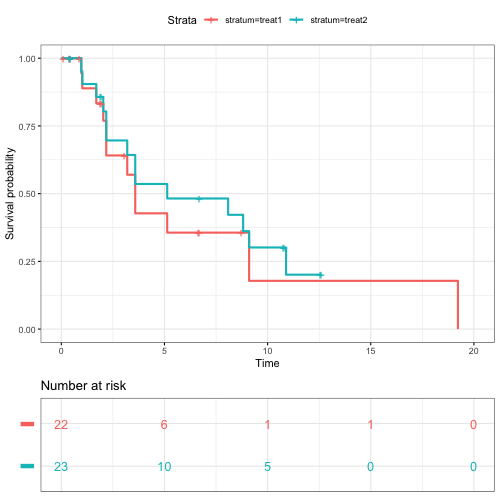 Strata stratum=treat1 stratum=treat2
1.00
0.75
0.50
0.25
0.00
Survival probability
0 5 10 15 20
Time
Number at risk
22 6 1 1 0
23 10 5 0 0